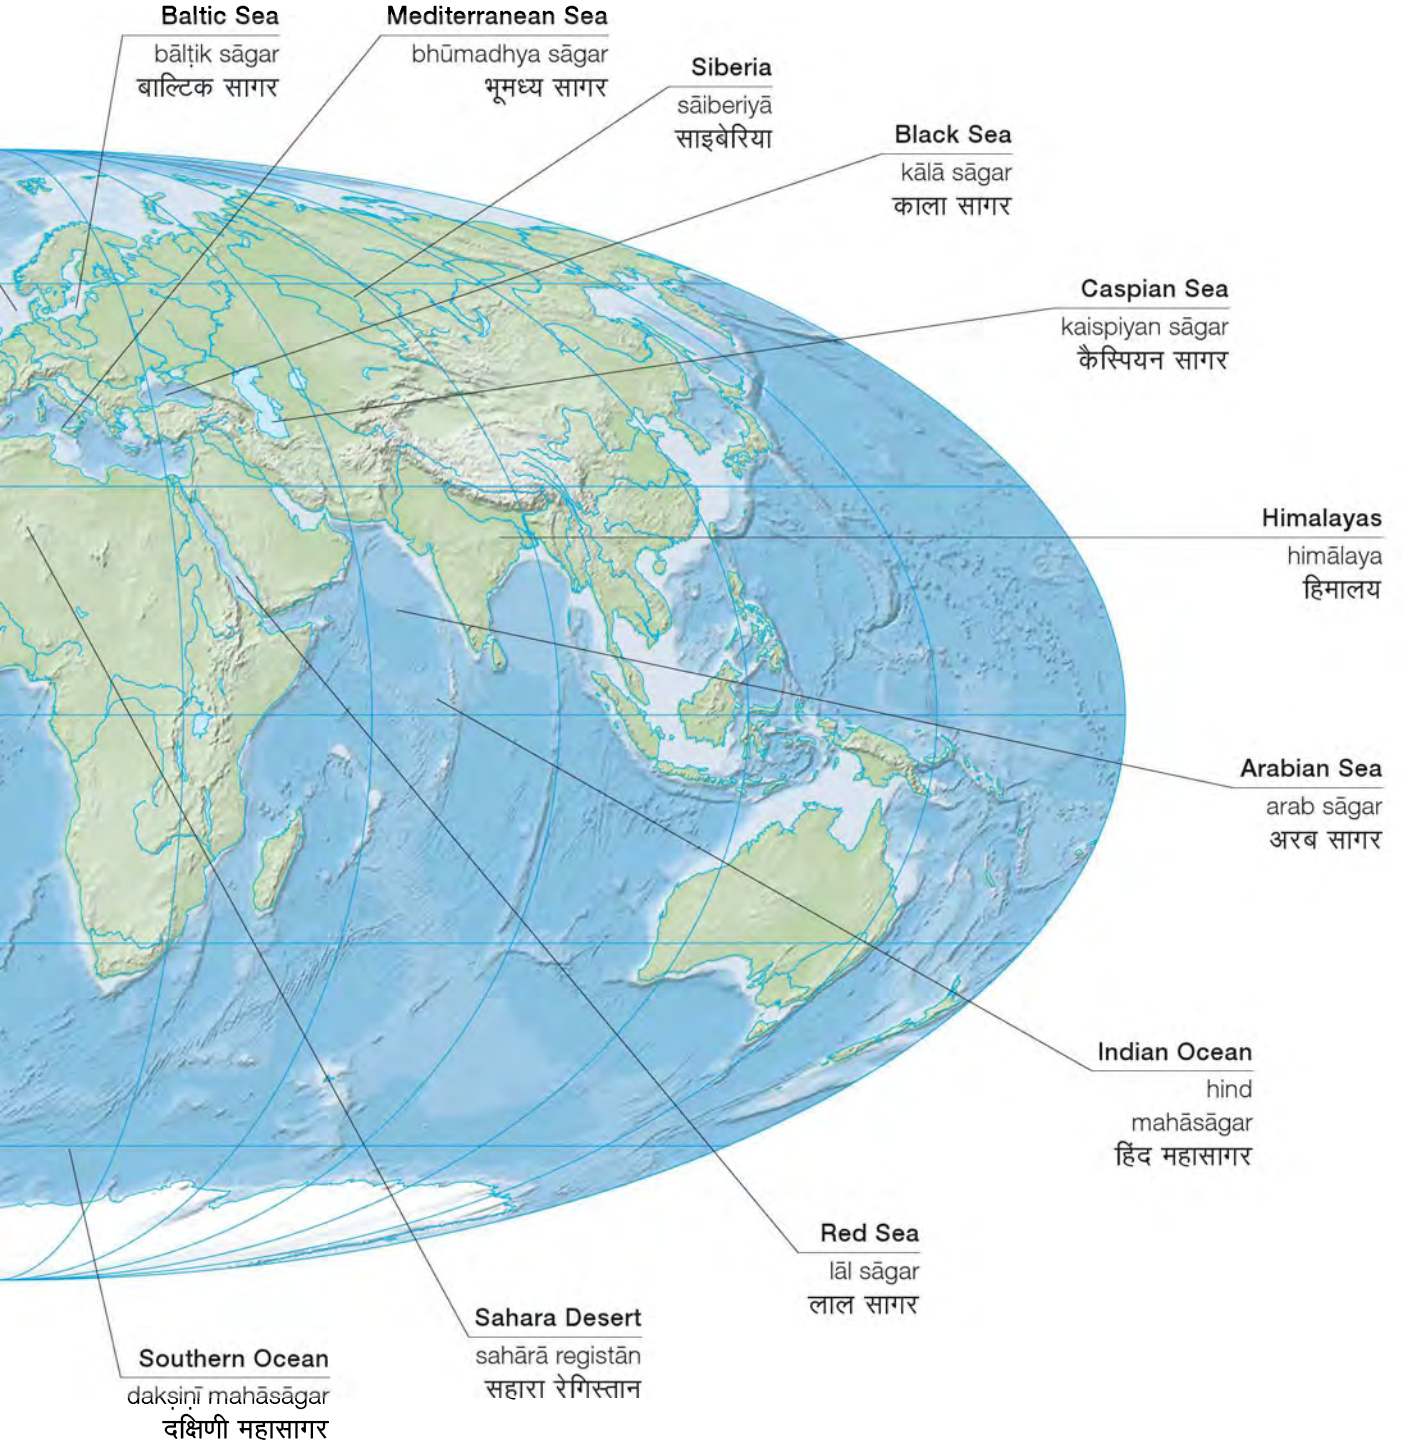 Baltic Sea
bālṭik sāgar
बाल्टिक सागर
Mediterranean Sea
bhūmadhya sāgar
भूमध्य सागर
Siberia
sāiberiyā
साइबेरिया
Black Sea
kālā sāgar
काला सागर
Caspian Sea
kaispiyan sāgar
कैस्पियन सागर
Himalayas
himālaya
हिमालय
Arabian Sea
arab sāgar
अरब सागर
Indian Ocean
hind
mahāsāgar
हिंद महासागर
Red Sea
lāl sāgar
लाल सागर
Sahara Desert
sahārā registān
सहारा रेगिस्तान
Southern Ocean
dakṣiṇī mahāsāgar
दक्षिणी महासागर